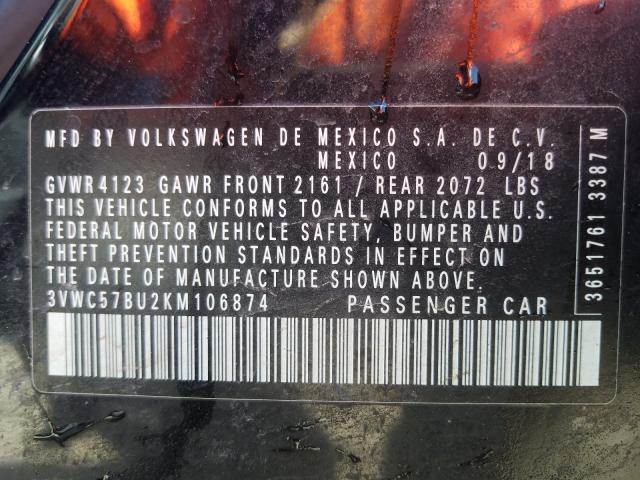 MFD BY VOLKSWAGEN DE MEXICO S.A. DE C.V.
MEXICO 09/18
GVWR 4123 GAWR FRONT 2161 / REAR 2072 LBS
THIS VEHICLE CONFORMS TO ALL APPLICABLE U.S.
FEDERAL MOTOR VEHICLE SAFETY, BUMPER AND
THEFT PREVENTION STANDARDS IN EFFECT ON
THE DATE OF MANUFACTURE SHOWN ABOVE.
3VWC57BU2KM106874 PASSENGER CAR
3651761 3387 M